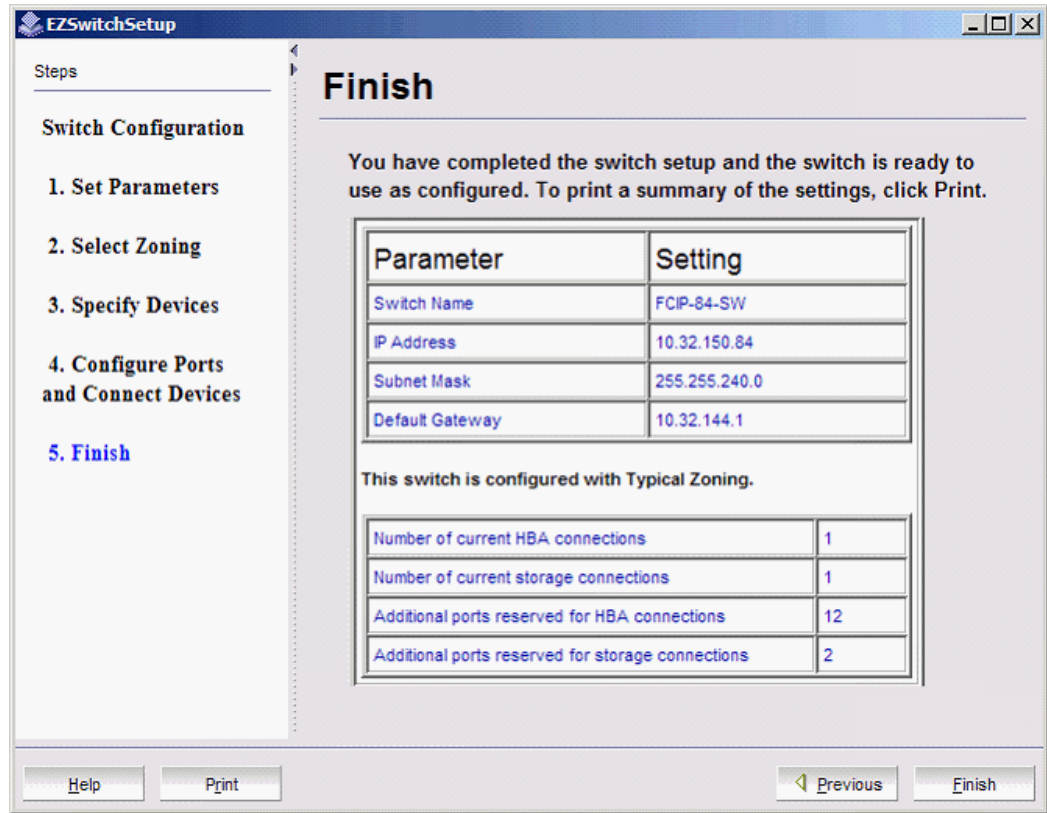 EZSwitchSetup
Steps
Switch Configuration
1. Set Parameters
2. Select Zoning
3. Specify Devices
4. Configure Ports
and Connect Devices
5. Finish
Finish
You have completed the switch setup and the switch is ready to
use as configured. To print a summary of the settings, click Print.
Parameter Setting
Switch Name FCIP-84-SW
IP Address 10.32.150.84
Subnet Mask 255.255.240.0
Default Gateway 10.32.144.1
This switch is configured with Typical Zoning.
Number of current HBA connections 1
Number of current storage connections 1
Additional ports reserved for HBA connections 12
Additional ports reserved for storage connections 2
Help Print Previous Finish